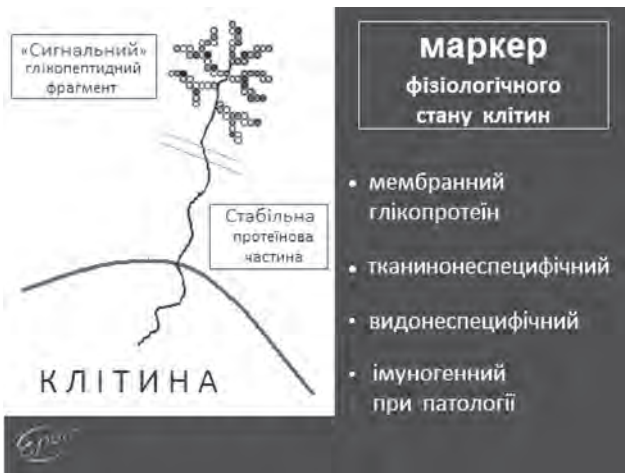 «Сигнальний»
глікопептидний
фрагмент
Стабільна
протеїнова
частина
КЛІТИНА
маркер
фізіологічного
стану клітин
• мембранний
глікопротеїн
• тканинонеспецифічний
• видонеспецифічний
• імуногенний
при патології